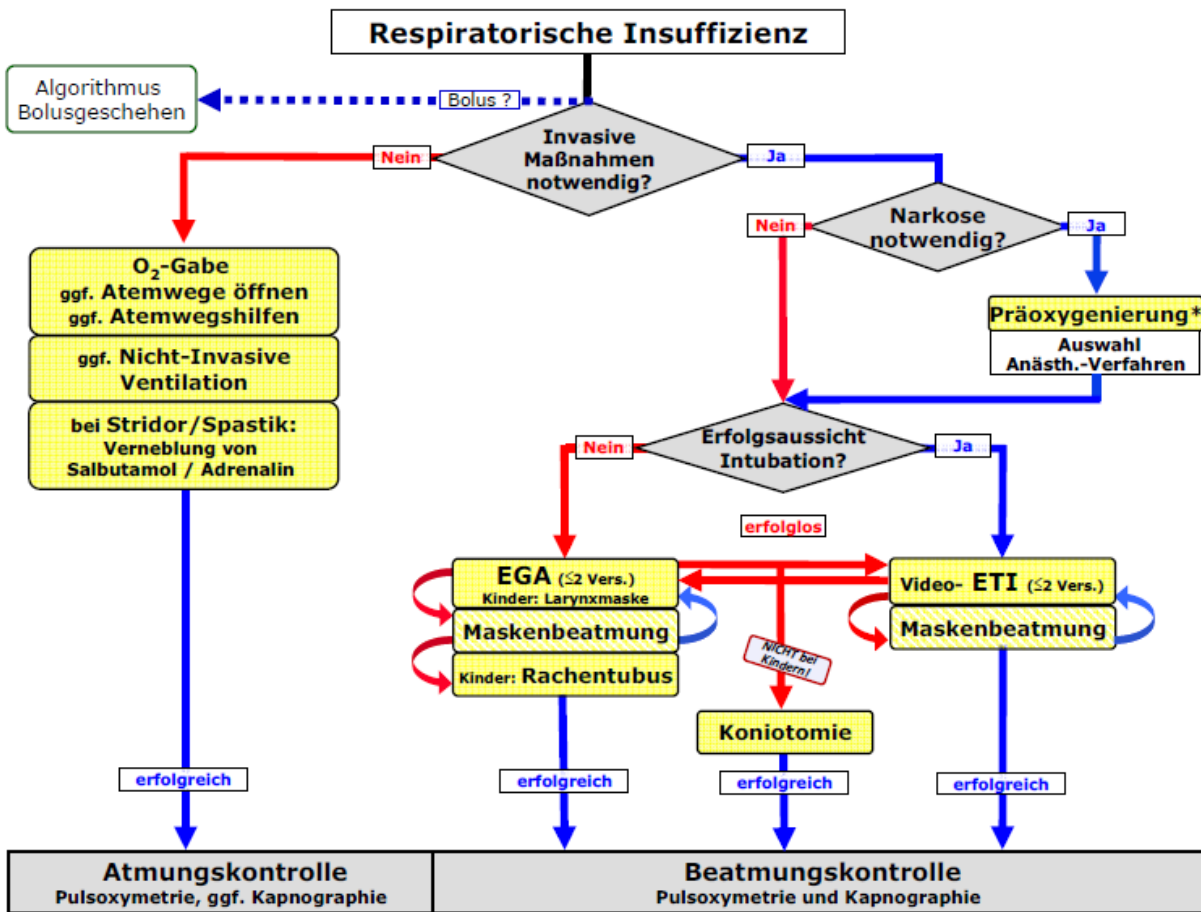 Respiratorische Insuffizienz
Algorithmus
Bolusgeschehen
Bolus ?
Invasive
Maßnahmen
notwendig?
Nein
Ja
Narkose
notwendig?
Nein
Ja
O₂-Gabe
ggf. Atemwege öffnen
ggf. Atemwegshilfen
ggf. Nicht-Invasive
Ventilation
bei Stridor/Spastik:
Verneblung von
Salbutamol / Adrenalin
Präoxygenierung*
Auswahl
Anästh.-Verfahren
Erfolgsaussicht
Intubation?
Nein
Ja
erfolglos
EGA (≤2 Vers.)
Kinder: Larynxmaske
Maskenbeatmung
Kinder: Rachentubus
Video- ETI (≤2 Vers.)
Maskenbeatmung
NICHT bei
Kindern!
Koniotomie
erfolgreich
erfolgreich
erfolgreich
erfolgreich
Atmungskontrolle
Pulsoxymetrie, ggf. Kapnographie
Beatmungskontrolle
Pulsoxymetrie und Kapnographie